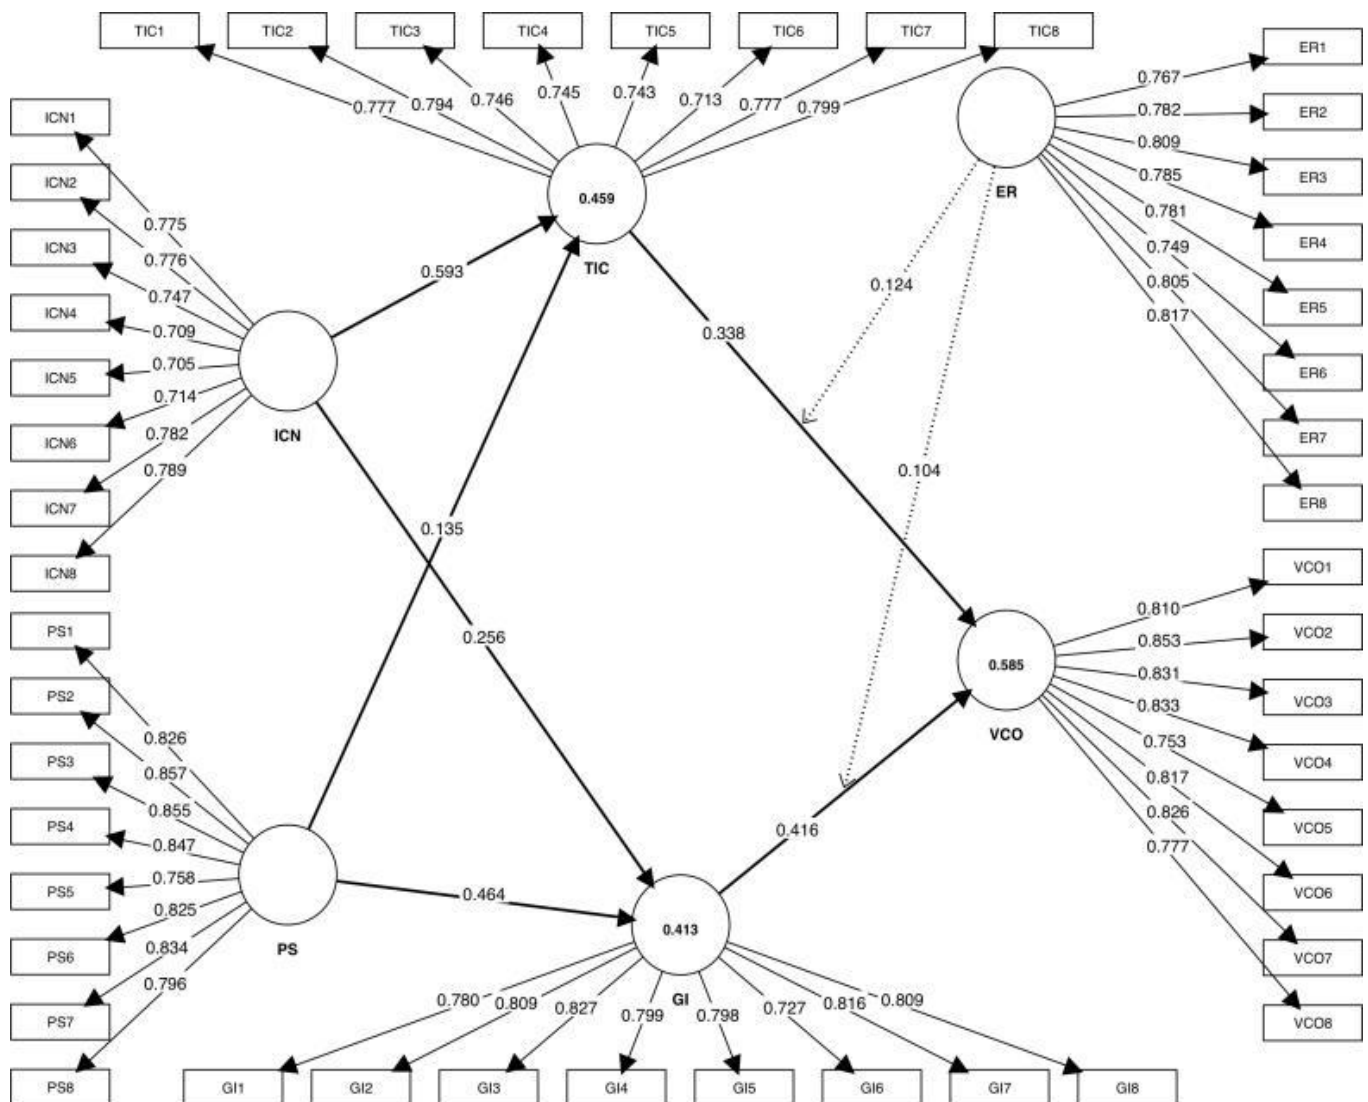 TIC1 TIC2 TIC3 TIC4 TIC5 TIC6 TIC7 TIC8
0.777 0.794 0.746 0.745 0.743 0.713 0.777 0.799
0.459
TIC
ER1
ER2
ER3
ER4
ER5
ER6
ER7
ER8
0.767
0.782
0.809
0.785
0.781
0.749
0.805
0.817
ER
ICN1
ICN2
ICN3
ICN4
ICN5
ICN6
ICN7
ICN8
0.775
0.776
0.747
0.709
0.705
0.714
0.782
0.789
ICN
0.593
0.124
0.338
0.104
0.135
0.256
PS1
PS2
PS3
PS4
PS5
PS6
PS7
PS8
0.826
0.857
0.855
0.847
0.758
0.825
0.834
0.796
PS
0.464
0.416
0.585
VCO
VCO1
VCO2
VCO3
VCO4
VCO5
VCO6
VCO7
VCO8
0.810
0.853
0.831
0.833
0.753
0.817
0.826
0.777
0.413
GI
0.780 0.809 0.827 0.799 0.798 0.727 0.816 0.809
GI1 GI2 GI3 GI4 GI5 GI6 GI7 GI8